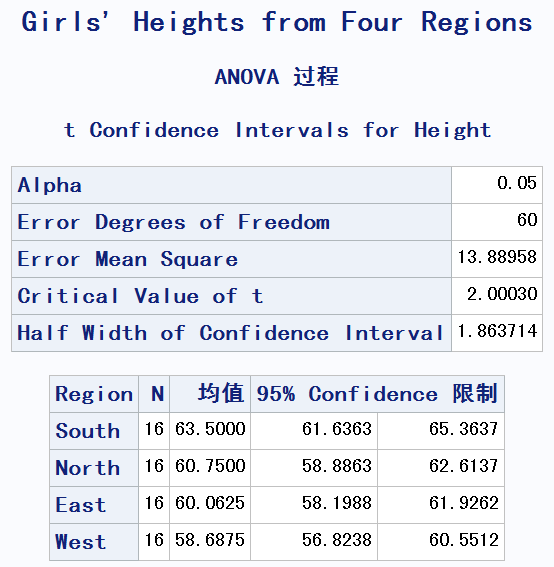 Girls' Heights from Four Regions
ANOVA 过程
t Confidence Intervals for Height
Alpha 0.05
Error Degrees of Freedom 60
Error Mean Square 13.88958
Critical Value of t 2.00030
Half Width of Confidence Interval 1.863714
Region N 均值 95% Confidence 限制
South 16 63.5000 61.6363 65.3637
North 16 60.7500 58.8863 62.6137
East 16 60.0625 58.1988 61.9262
West 16 58.6875 56.8238 60.5512